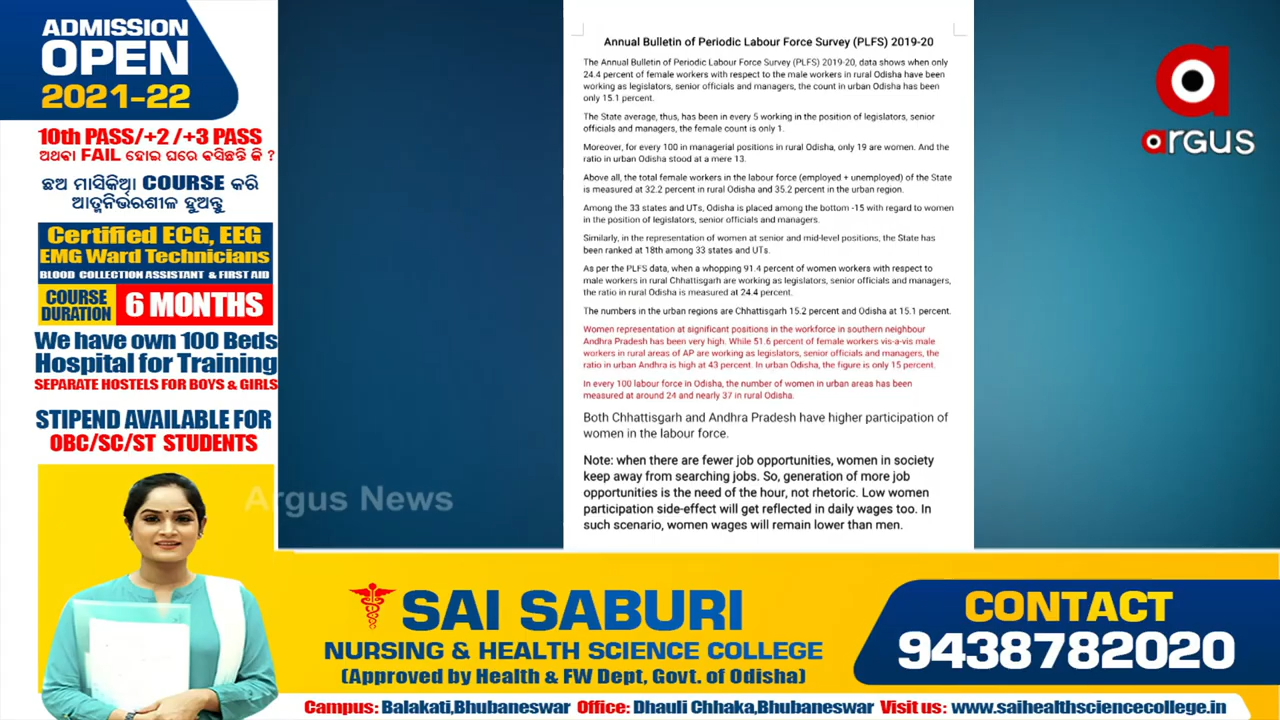 ADMISSION
OPEN
2021-22
10th PASS/+2 /+3 PASS
ଅଥବା FAIL ହୋଇ ଘରେ ବସିଛନ୍ତି କି ?
ଛଅ ମାସିକିଆ COURSE କରି
ଆତ୍ମନିର୍ଭରଶୀଳ ହୁଅନ୍ତୁ
Certified ECG, EEG
EMG Ward Technicians
BLOOD COLLECTION ASSISTANT & FIRST AID
COURSE
DURATION
6 MONTHS
We have own 100 Beds
Hospital for Training
SEPARATE HOSTELS FOR BOYS & GIRLS
STIPEND AVAILABLE FOR
OBC/SC/ST STUDENTS
Annual Bulletin of Periodic Labour Force Survey (PLFS) 2019-20
The Annual Bulletin of Periodic Labour Force Survey (PLFS) 2019-20, data shows when only
24.4 percent of female workers with respect to the male workers in rural Odisha have been
working as legislators, senior officials and managers, the count in urban Odisha has been
only 15.1 percent.
The State average, thus, has been in every 5 working in the position of legislators, senior
officials and managers, the female count is only 1.
Moreover, for every 100 in managerial positions in rural Odisha, only 19 are women. And the
ratio in urban Odisha stood at a mere 13.
Above all, the total female workers in the labour force (employed + unemployed) of the State
is measured at 32.2 percent in rural Odisha and 35.2 percent in the urban region.
Among the 33 states and UTs, Odisha is placed among the bottom -15 with regard to women
in the position of legislators, senior officials and managers.
Similarly, in the representation of women at senior and mid-level positions, the State has
been ranked at 18th among 33 states and UTs.
As per the PLFS data, when a whopping 91.4 percent of women workers with respect to
male workers in rural Chhattisgarh are working as legislators, senior officials and managers,
the ratio in rural Odisha is measured at 24.4 percent.
The numbers in the urban regions are Chhattisgarh 15.2 percent and Odisha at 15.1 percent.
Women representation at significant positions in the workforce in southern neighbour
Andhra Pradesh has been very high. While 51.6 percent of female workers vis-a-vis male
workers in rural areas of AP are working as legislators, senior officials and managers, the
ratio in urban Andhra is high at 43 percent. In urban Odisha, the figure is only 15 percent.
In every 100 labour force in Odisha, the number of women in urban areas has been
measured at around 24 and nearly 37 in rural Odisha.
Both Chhattisgarh and Andhra Pradesh have higher participation of
women in the labour force.
Note: when there are fewer job opportunities, women in society
keep away from searching jobs. So, generation of more job
opportunities is the need of the hour, not rhetoric. Low women
participation side-effect will get reflected in daily wages too. In
such scenario, women wages will remain lower than men.
argus
Argus News
SAI SABURI
NURSING & HEALTH SCIENCE COLLEGE
(Approved by Health & FW Dept, Govt. of Odisha)
CONTACT
9438782020
Campus: Balakati,Bhubaneswar Office: Dhauli Chhaka,Bhubaneswar Visit us: www.saihealthsciencecollege.in